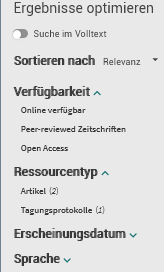 Ergebnisse optimieren
Suche im Volltext
Sortieren nach Relevanz
Verfügbarkeit
Online verfügbar
Peer-reviewed Zeitschriften
Open Access
Ressourcentyp
Artikel (2)
Tagungsprotokolle (1)
Erscheinungsdatum
Sprache